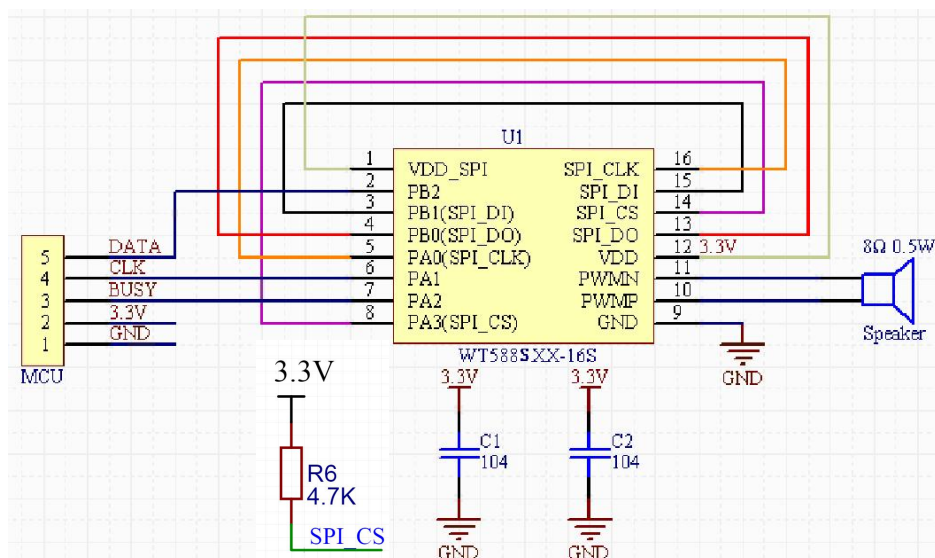 U1
1 VDD_SPI SPI_CLK 16
2 PB2 SPI_DI 15
3 PB1(SPI_DI) SPI_CS 14
4 PB0(SPI_DO) SPI_DO 13
5 PA0(SPI_CLK) VDD 12 3.3V
6 PA1 PWMN 11
7 PA2 PWMP 10
8 PA3(SPI_CS) GND 9
WT588SXX-16S
5 DATA
4 CLK
3 BUSY
2 3.3V
1 GND
MCU
8Ω 0.5W
Speaker
GND
3.3V
R6
4.7K
SPI_CS
3.3V
C1
104
GND
3.3V
C2
104
GND